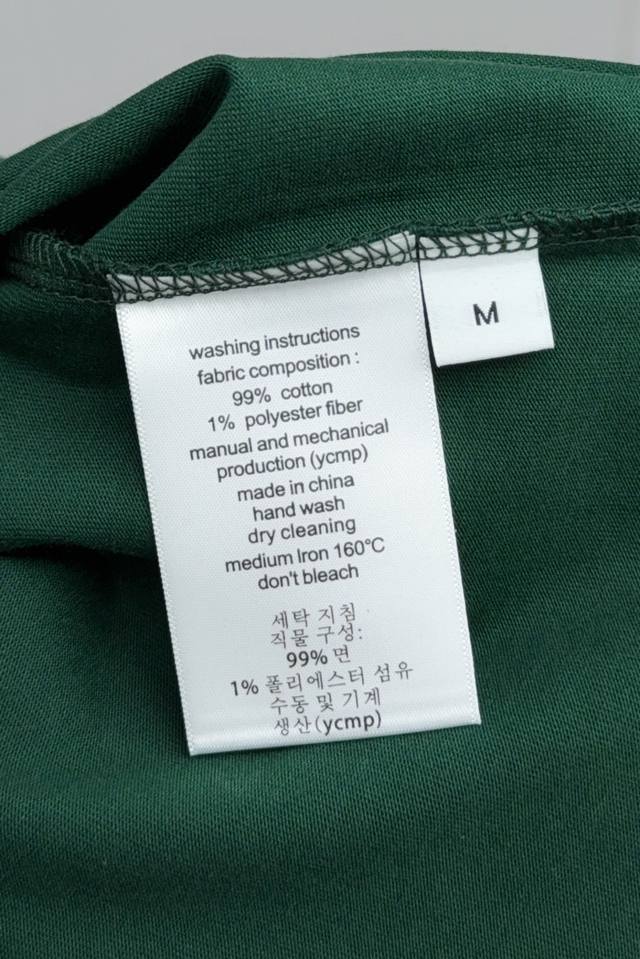 washing instructions
fabric composition :
99% cotton
1% polyester fiber
manual and mechanical
production (ycmp)
made in china
hand wash
dry cleaning
medium Iron 160°C
don't bleach
세탁 지침
직물 구성:
99% 면
1% 폴리에스터 섬유
수동 및 기계
생산(ycmp)
M